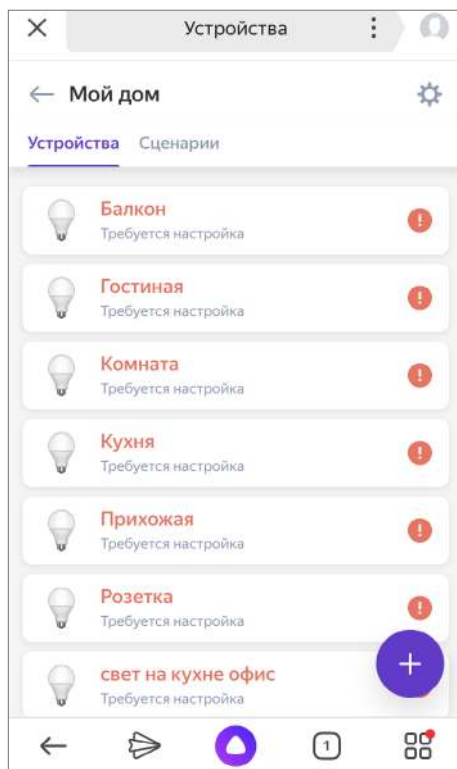 Устройства
Мой дом
Устройства Сценарии
Балкон
Требуется настройка
Гостиная
Требуется настройка
Комната
Требуется настройка
Кухня
Требуется настройка
Прихожая
Требуется настройка
Розетка
Требуется настройка
свет на кухне офис
Требуется настройка
1